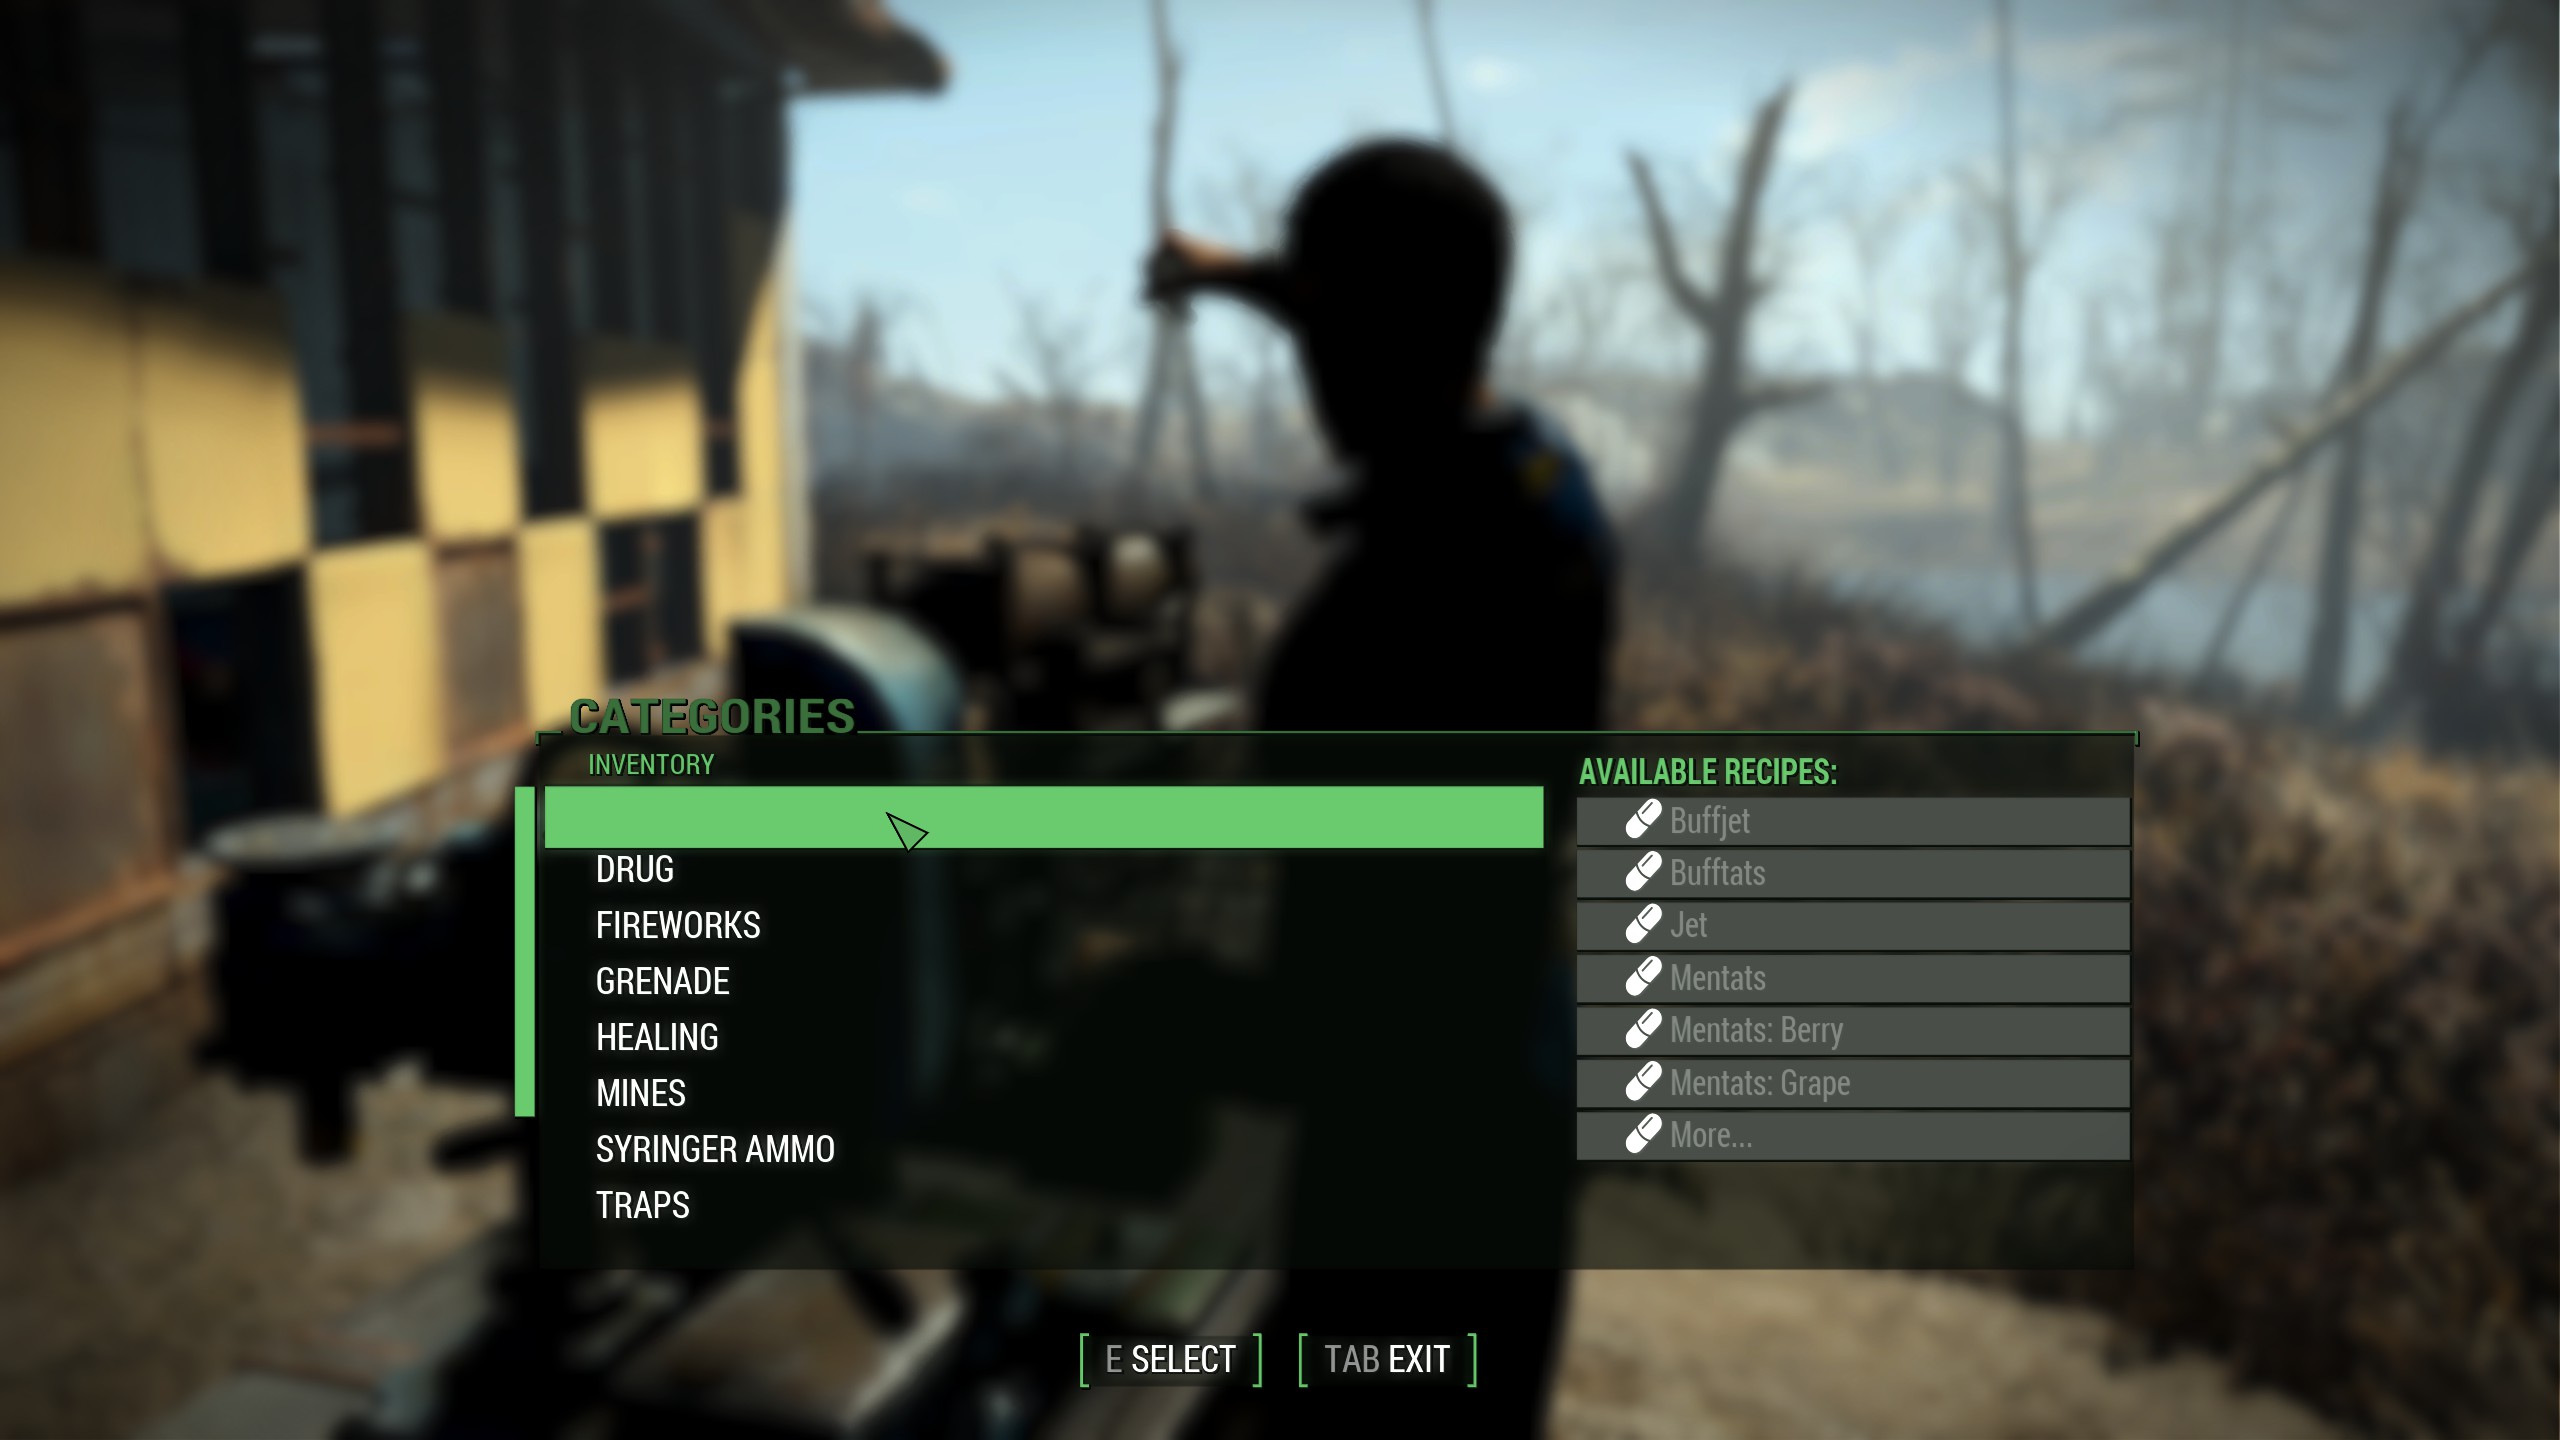 CATEGORIES
INVENTORY
DRUG
FIREWORKS
GRENADE
HEALING
MINES
SYRINGER AMMO
TRAPS
AVAILABLE RECIPES:
Buffjet
Bufftats
Jet
Mentats
Mentats: Berry
Mentats: Grape
More...
E SELECT
TAB EXIT